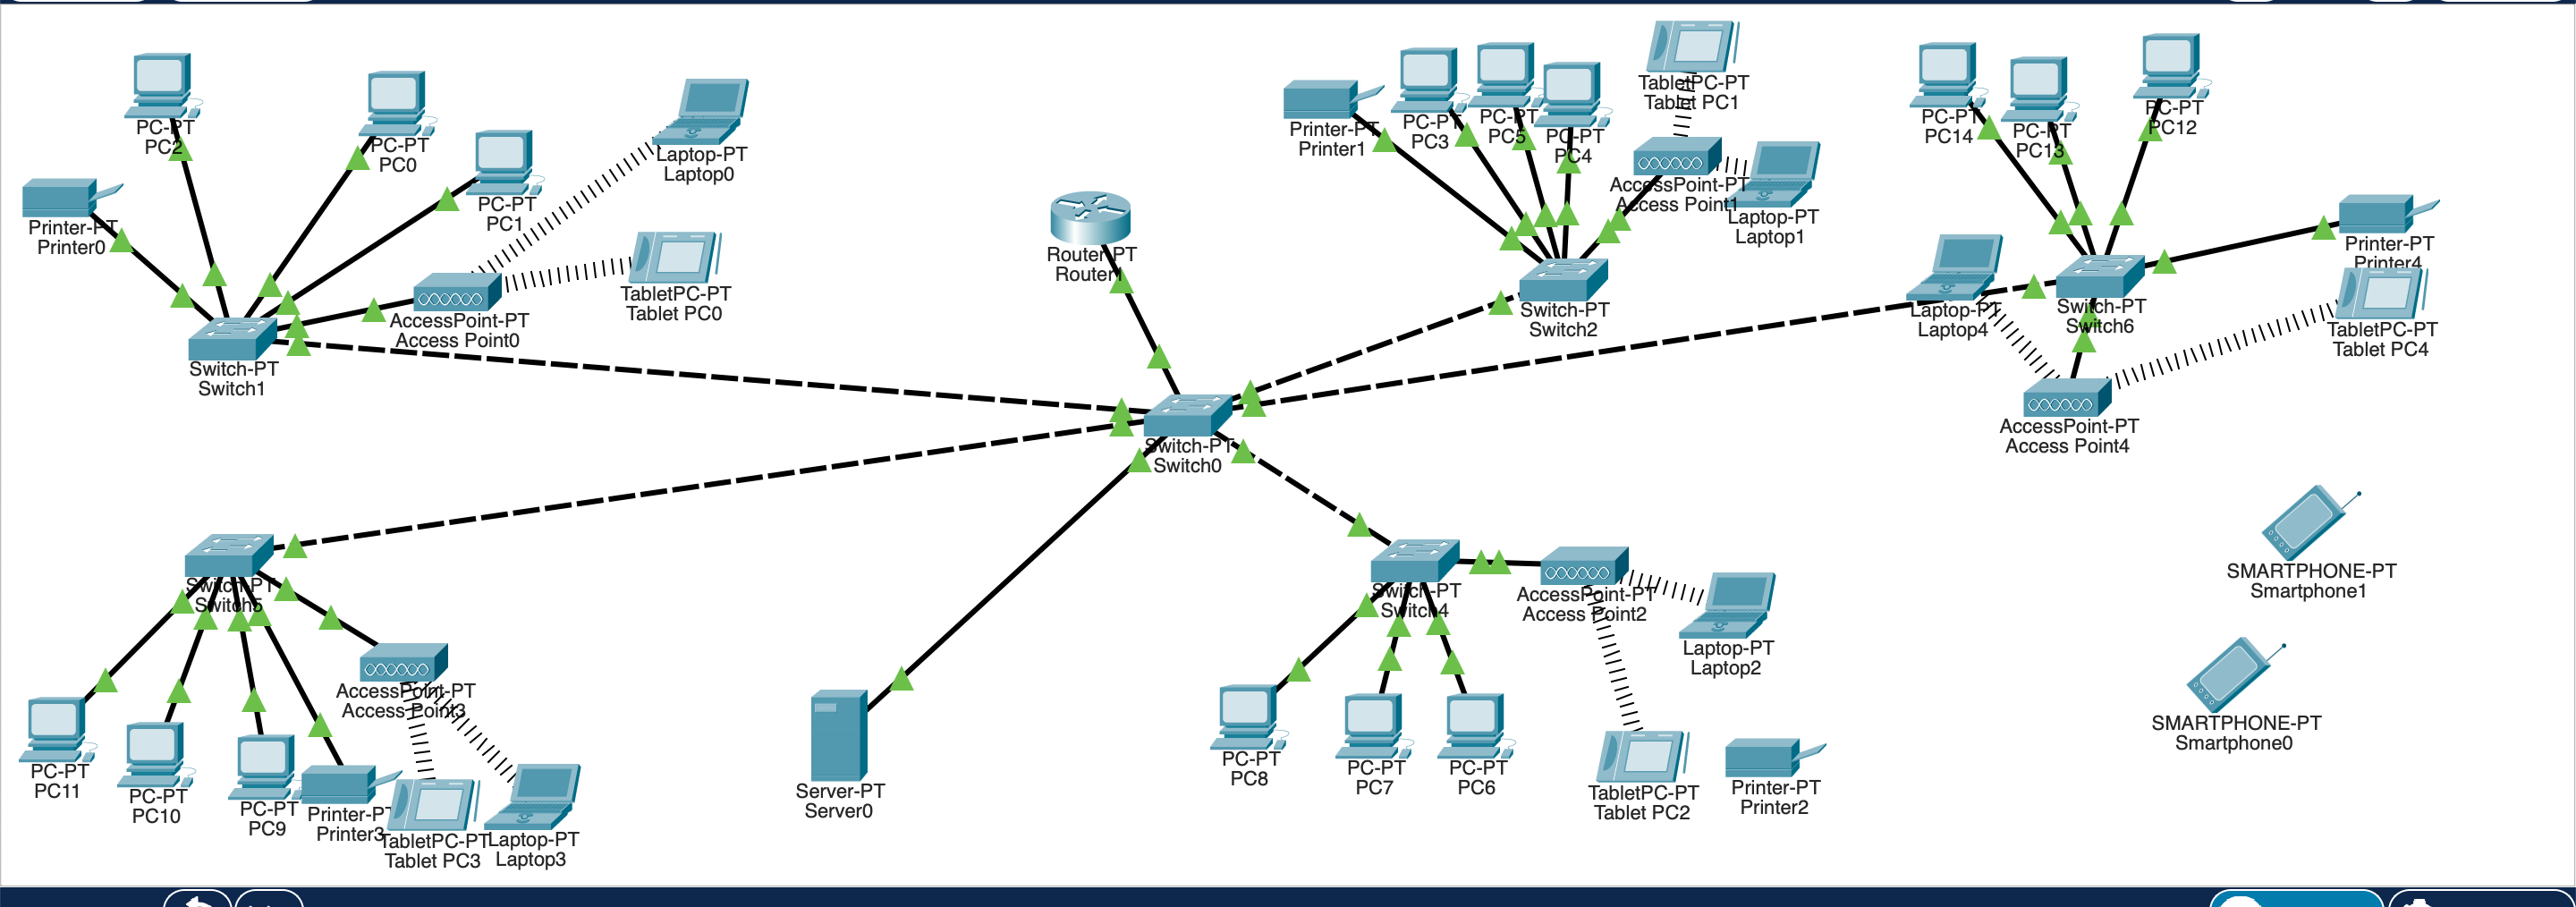 PC-PT
PC2
PC-PT
PC0
PC-PT
PC1
Laptop-PT
Laptop0
Printer-PT
Printer0
TabletPC-PT
Tablet PC0
AccessPoint-PT
Access Point0
Switch-PT
Switch1
Router-PT
Router1
Printer-PT
Printer1
PC-PT
PC3
PC-PT
PC5
PC-PT
PC4
TabletPC-PT
Tablet PC1
AccessPoint-PT
Access Point1
Laptop-PT
Laptop1
Switch-PT
Switch2
PC-PT
PC14
PC-PT
PC13
PC-PT
PC12
Printer-PT
Printer4
Laptop-PT
Laptop4
Switch-PT
Switch6
TabletPC-PT
Tablet PC4
AccessPoint-PT
Access Point4
Switch-PT
Switch0
SMARTPHONE-PT
Smartphone1
SMARTPHONE-PT
Smartphone0
Switch-PT
Switch5
AccessPoint-PT
Access Point3
PC-PT
PC11
PC-PT
PC10
PC-PT
PC9
Printer-PT
Printer3
TabletPC-PT
Tablet PC3
Laptop-PT
Laptop3
Server-PT
Server0
Switch-PT
Switch4
AccessPoint-PT
Access Point2
Laptop-PT
Laptop2
PC-PT
PC8
PC-PT
PC7
PC-PT
PC6
TabletPC-PT
Tablet PC2
Printer-PT
Printer2